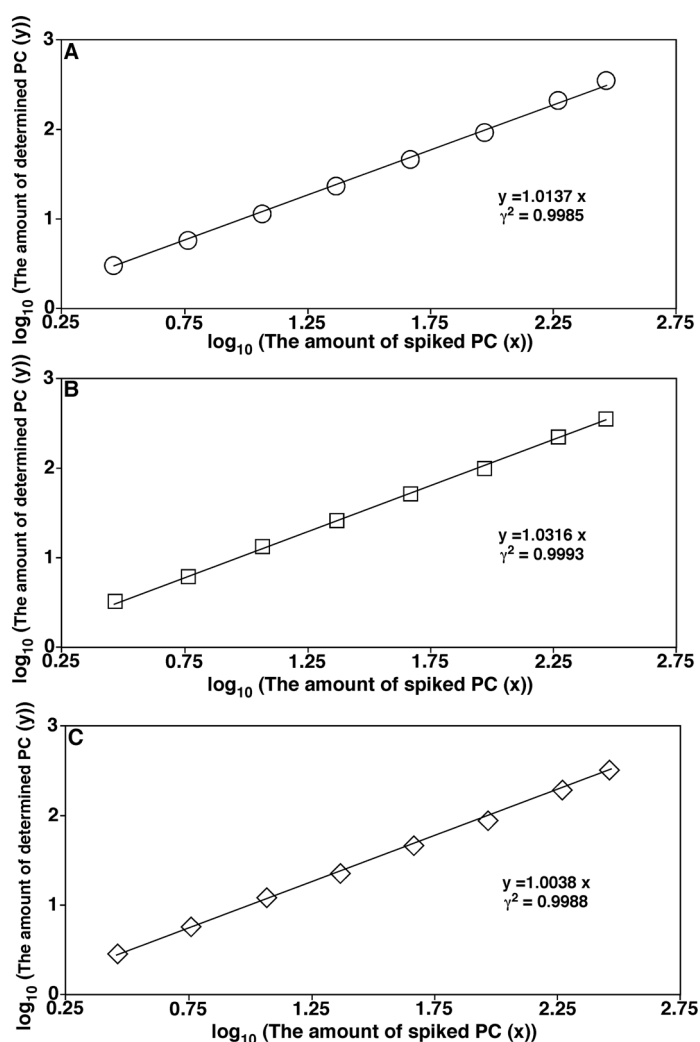 A
log10 (The amount of determined PC (y))
3
2
1
0
y =1.0137 x
γ² = 0.9985
0.25 0.75 1.25 1.75 2.25 2.75
log10 (The amount of spiked PC (x))
B
log10 (The amount of determined PC (y))
3
2
1
0
y =1.0316 x
γ² = 0.9993
0.25 0.75 1.25 1.75 2.25 2.75
log10 (The amount of spiked PC (x))
C
log10 (The amount of determined PC (y))
3
2
1
0
y =1.0038 x
γ² = 0.9988
0.25 0.75 1.25 1.75 2.25 2.75
log10 (The amount of spiked PC (x))